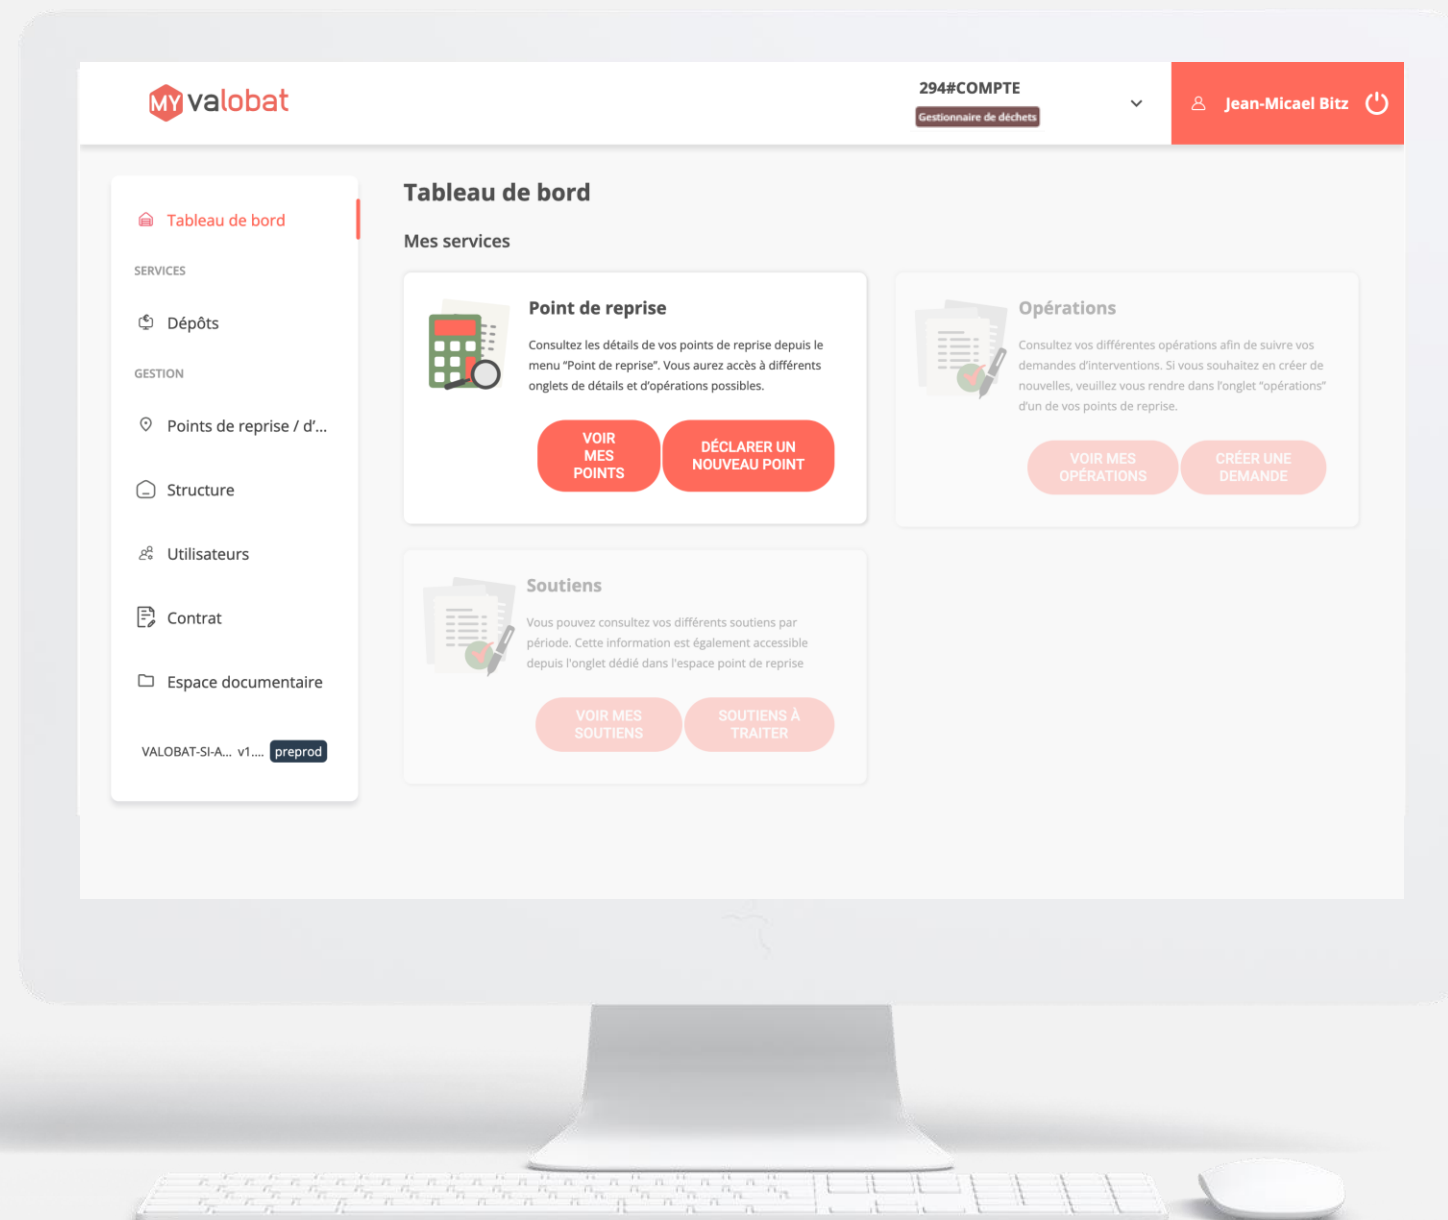 MY valobat
294#COMPTE
Gestionnaire de déchets
Jean-Micael Bitz
Tableau de bord
SERVICES
Dépôts
GESTION
Points de reprise / d’...
Structure
Utilisateurs
Contrat
Espace documentaire
VALOBAT-SI-A... v1.... preprod
Tableau de bord
Mes services
Point de reprise
Consultez les détails de vos points de reprise depuis le
menu “Point de reprise”. Vous aurez accès à différents
onglets de détails et d’opérations possibles.
VOIR
MES
POINTS
DÉCLARER UN
NOUVEAU POINT
Opérations
Consultez vos différentes opérations afin de suivre vos
demandes d’interventions. Si vous souhaitez en créer de
nouvelles, veuillez vous rendre dans l’onglet “opérations”
d’un de vos points de reprise.
VOIR MES
OPÉRATIONS
CRÉER UNE
DEMANDE
Soutiens
Vous pouvez consultez vos différents soutiens par
période. Cette information est également accessible
depuis l'onglet dédié dans l'espace point de reprise
VOIR MES
SOUTIENS
SOUTIENS À
TRAITER